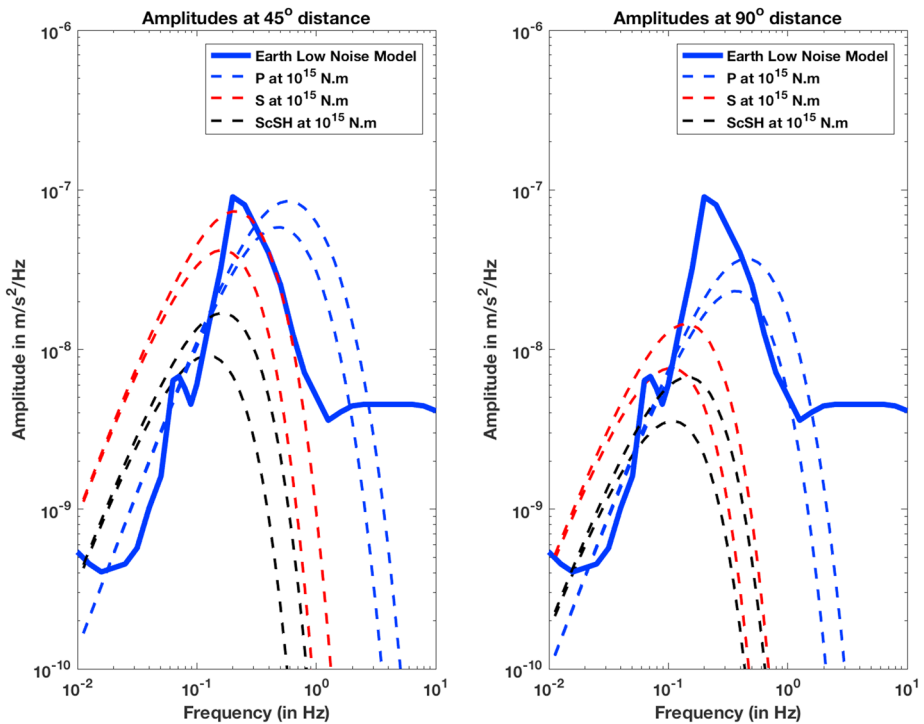 Amplitudes at 45° distance
Earth Low Noise Model
P at 10^15 N.m
S at 10^15 N.m
ScSH at 10^15 N.m
10^-6
10^-7
10^-8
10^-9
10^-10
Amplitude in m/s^2/Hz
10^-2
10^-1
10^0
10^1
Frequency (in Hz)
Amplitudes at 90° distance
Earth Low Noise Model
P at 10^15 N.m
S at 10^15 N.m
ScSH at 10^15 N.m
10^-6
10^-7
10^-8
10^-9
10^-10
Amplitude in m/s^2/Hz
10^-2
10^-1
10^0
10^1
Frequency (in Hz)